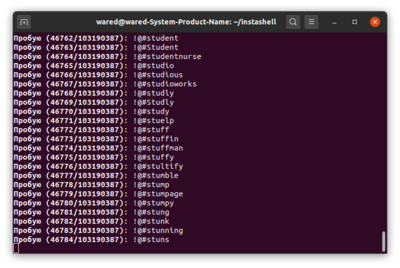 wared@wared-System-Product-Name: ~/instashell
Пробую (46762/103190387): !@#student
Пробую (46763/103190387): !@#Student
Пробую (46764/103190387): !@#studentnurse
Пробую (46765/103190387): !@#studio
Пробую (46766/103190387): !@#studious
Пробую (46767/103190387): !@#studioworks
Пробую (46768/103190387): !@#studly
Пробую (46769/103190387): !@#Studly
Пробую (46770/103190387): !@#study
Пробую (46771/103190387): !@#stuelp
Пробую (46772/103190387): !@#stuff
Пробую (46773/103190387): !@#stuffin
Пробую (46774/103190387): !@#stuffman
Пробую (46775/103190387): !@#stuffy
Пробую (46776/103190387): !@#stultify
Пробую (46777/103190387): !@#stumble
Пробую (46778/103190387): !@#stump
Пробую (46779/103190387): !@#stumpage
Пробую (46780/103190387): !@#stumpy
Пробую (46781/103190387): !@#stung
Пробую (46782/103190387): !@#stunk
Пробую (46783/103190387): !@#stunning
Пробую (46784/103190387): !@#stuns